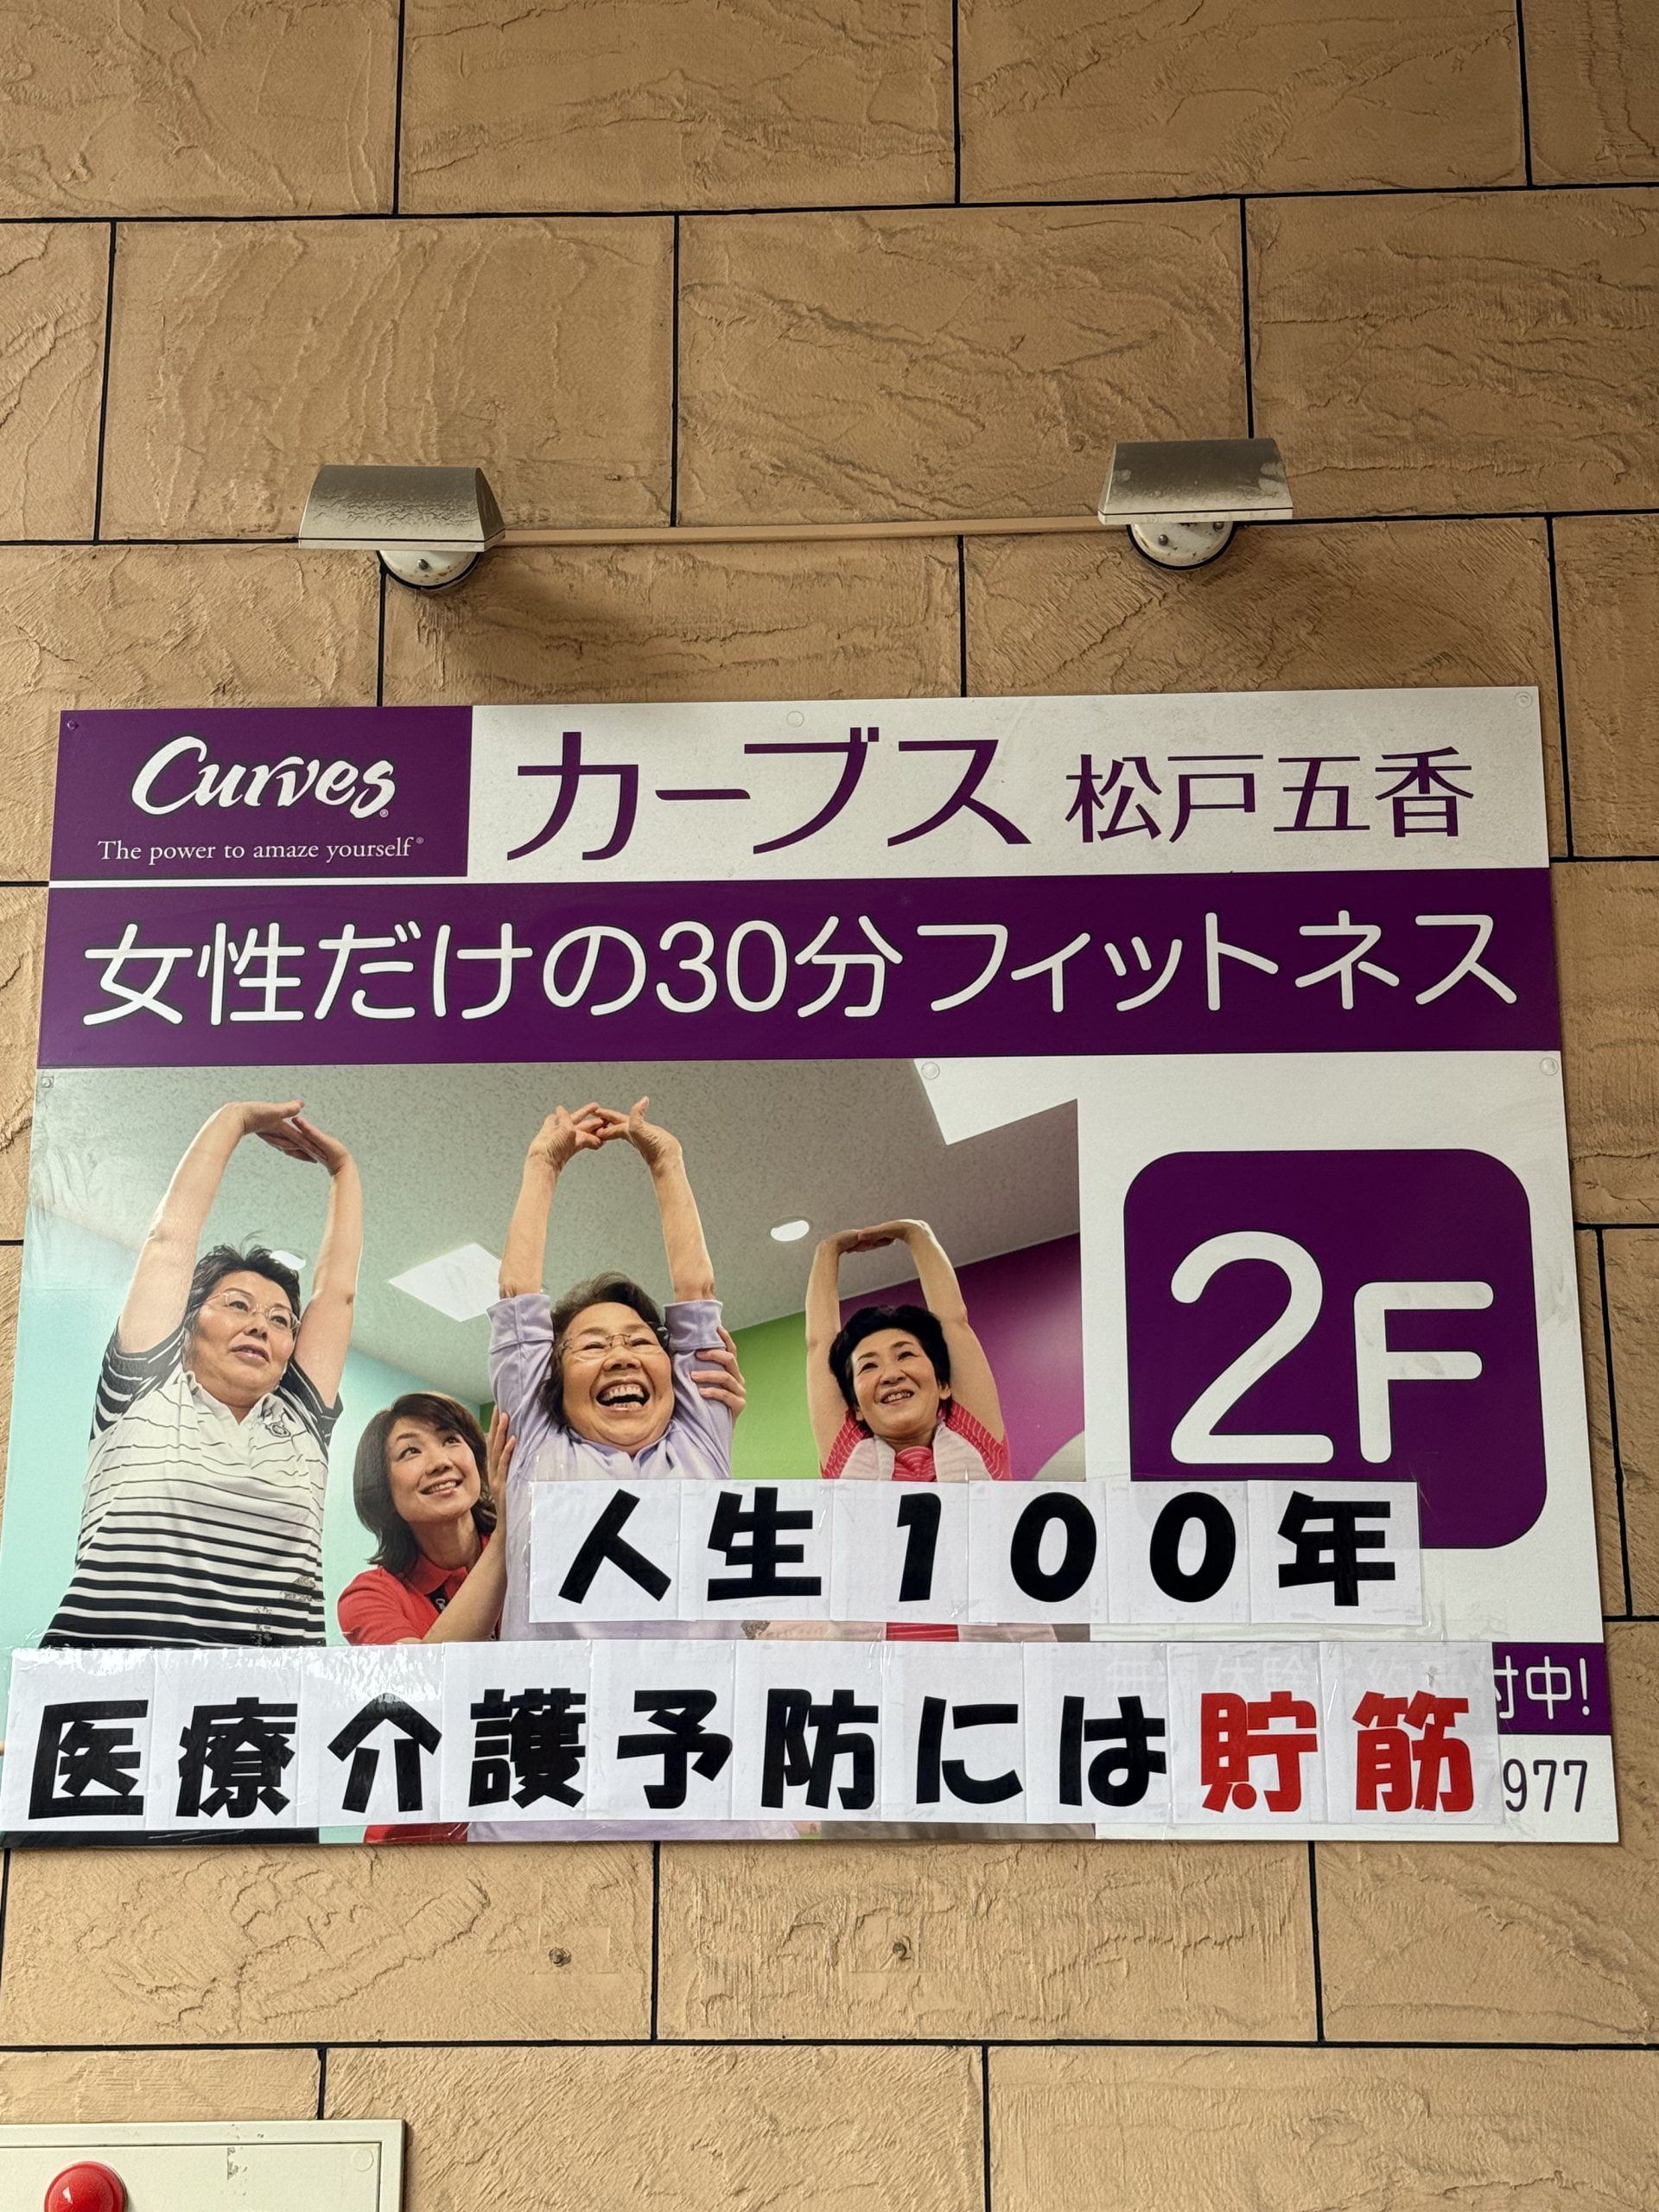 Curves®
The power to amaze yourself®
カーブス 松戸五香
女性だけの30分フィットネス
2F
人生100年
付中!
医療介護予防には貯筋
977